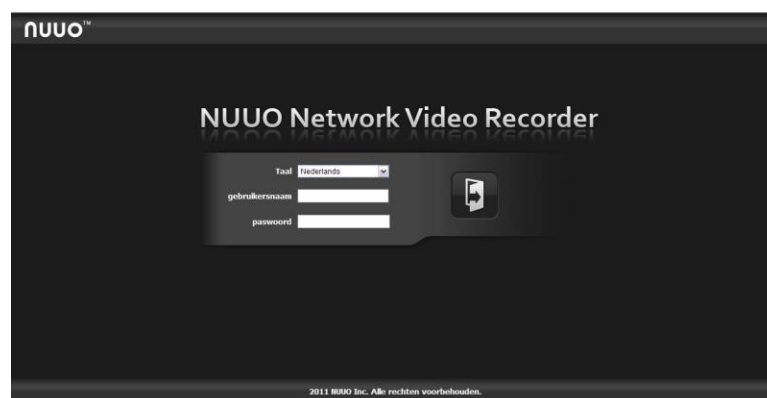 nuuo™
NUUO Network Video Recorder
Taal Nederlands
gebruikersnaam
paswoord
2011 NUUO Inc. Alle rechten voorbehouden.